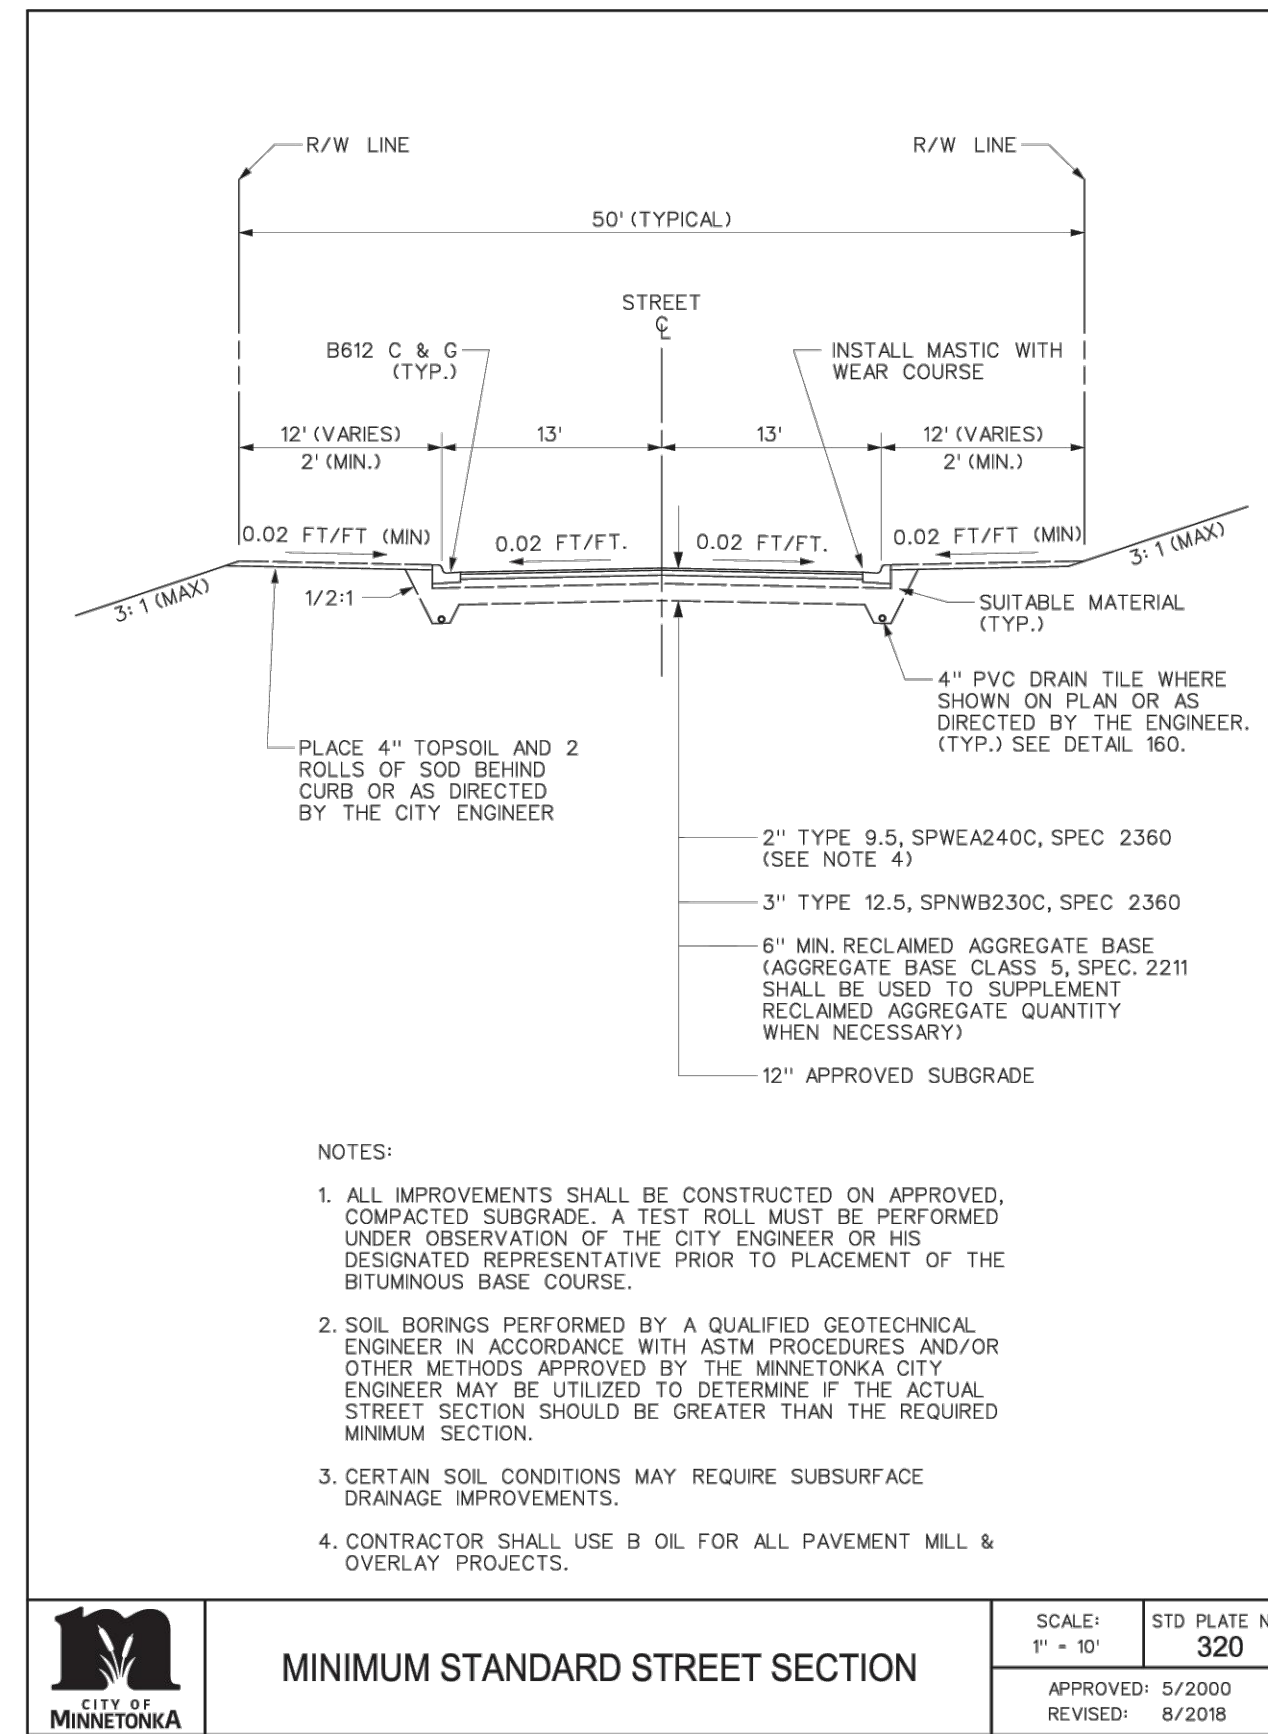 R/W LINE
R/W LINE
50' (TYPICAL)
STREET
℄
B612 C & G
(TYP.)
INSTALL MASTIC WITH
WEAR COURSE
12' (VARIES)
2' (MIN.)
13'
13'
12' (VARIES)
2' (MIN.)
0.02 FT/FT (MIN)
0.02 FT/FT.
0.02 FT/FT.
0.02 FT/FT (MIN)
3: 1 (MAX)
3: 1 (MAX)
1/2:1
SUITABLE MATERIAL
(TYP.)
4" PVC DRAIN TILE WHERE
SHOWN ON PLAN OR AS
DIRECTED BY THE ENGINEER.
(TYP.) SEE DETAIL 160.
PLACE 4" TOPSOIL AND 2
ROLLS OF SOD BEHIND
CURB OR AS DIRECTED
BY THE CITY ENGINEER
2" TYPE 9.5, SPWEA240C, SPEC 2360
(SEE NOTE 4)
3" TYPE 12.5, SPNWB230C, SPEC 2360
6" MIN. RECLAIMED AGGREGATE BASE
(AGGREGATE BASE CLASS 5, SPEC. 2211
SHALL BE USED TO SUPPLEMENT
RECLAIMED AGGREGATE QUANTITY
WHEN NECESSARY)
12" APPROVED SUBGRADE
NOTES:
1. ALL IMPROVEMENTS SHALL BE CONSTRUCTED ON APPROVED,
COMPACTED SUBGRADE. A TEST ROLL MUST BE PERFORMED
UNDER OBSERVATION OF THE CITY ENGINEER OR HIS
DESIGNATED REPRESENTATIVE PRIOR TO PLACEMENT OF THE
BITUMINOUS BASE COURSE.
2. SOIL BORINGS PERFORMED BY A QUALIFIED GEOTECHNICAL
ENGINEER IN ACCORDANCE WITH ASTM PROCEDURES AND/OR
OTHER METHODS APPROVED BY THE MINNETONKA CITY
ENGINEER MAY BE UTILIZED TO DETERMINE IF THE ACTUAL
STREET SECTION SHOULD BE GREATER THAN THE REQUIRED
MINIMUM SECTION.
3. CERTAIN SOIL CONDITIONS MAY REQUIRE SUBSURFACE
DRAINAGE IMPROVEMENTS.
4. CONTRACTOR SHALL USE B OIL FOR ALL PAVEMENT MILL &
OVERLAY PROJECTS.
m
CITY OF
MINNETONKA
MINIMUM STANDARD STREET SECTION
SCALE:
1" = 10'
STD PLATE N
320
APPROVED: 5/2000
REVISED: 8/2018